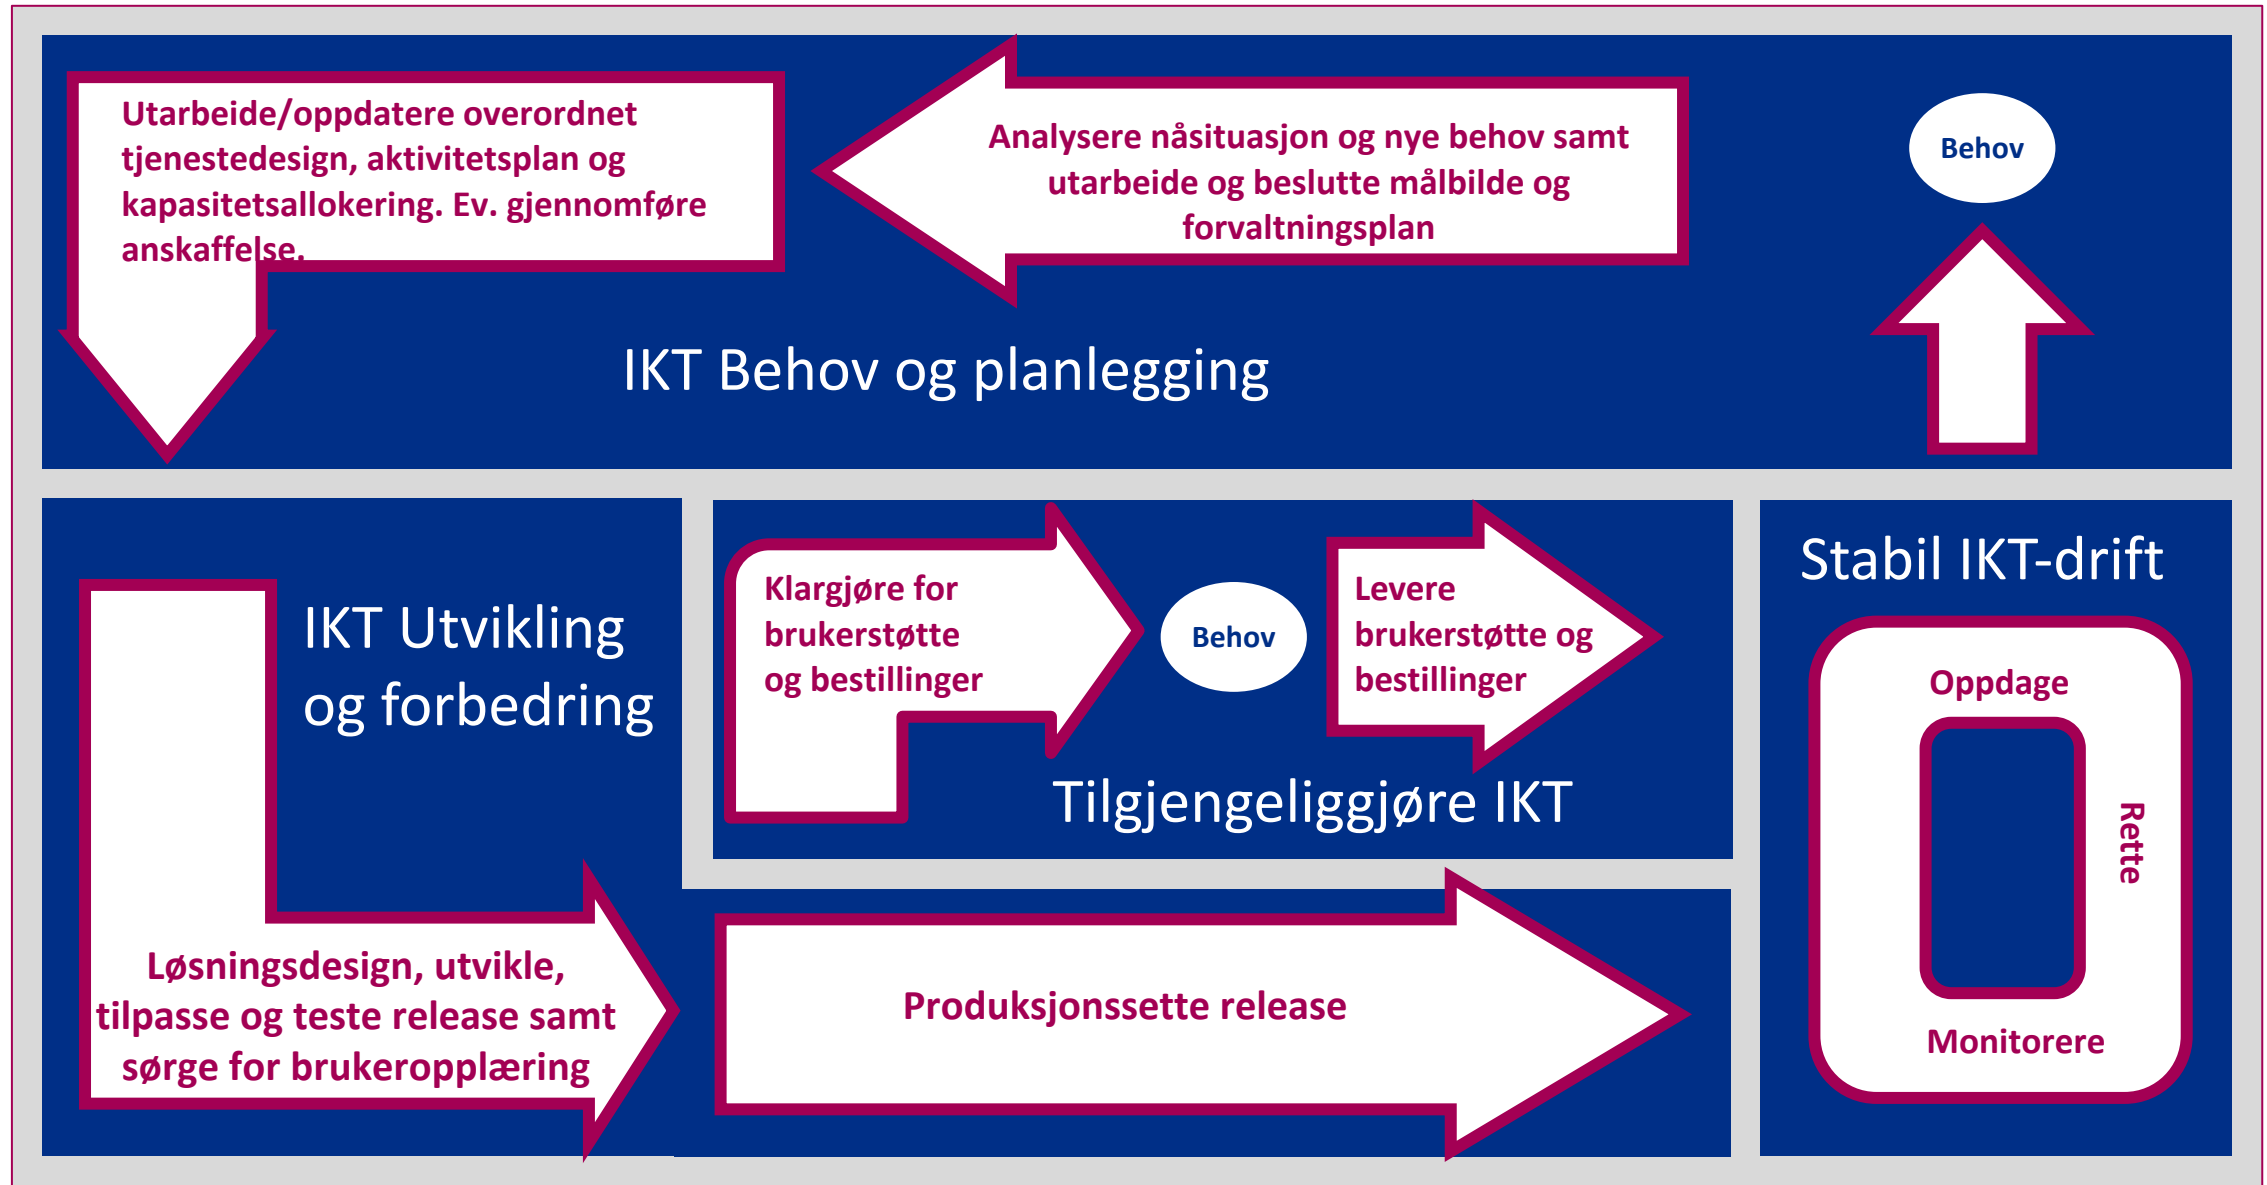 Utarbeide/oppdatere overordnet
tjenestedesign, aktivitetsplan og
kapasitetsallokering. Ev. gjennomføre
anskaffelse.
Analysere nåsituasjon og nye behov samt
utarbeide og beslutte målbilde og
forvaltningsplan
Behov
IKT Behov og planlegging
IKT Utvikling
og forbedring
Løsningsdesign, utvikle,
tilpasse og teste release samt
sørge for brukeropplæring
Klargjøre for
brukerstøtte
og bestillinger
Behov
Levere
brukerstøtte og
bestillinger
Tilgjengeliggjøre IKT
Produksjonssette release
Stabil IKT-drift
Oppdage
Rette
Monitorere